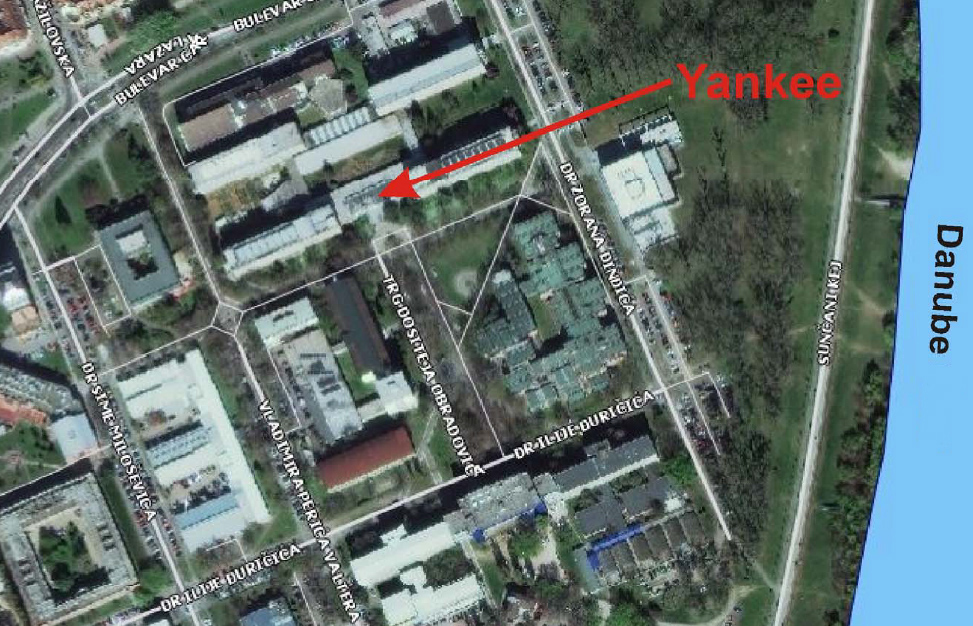 AZILOVSKA
BULEVAR C
BULEVAR CA
A LAZARA
Yankee
DR ZORANA ĐINĐIĆA
Danube
SUNČANI KEJ
TRG DOSITEJA OBRADOVIĆA
DR SIME MILOŠEVIĆA
VLADIMIRA PERIĆA VALTERA
DR ILIJE ĐURIČIĆA
DR ILIJE ĐURIČIĆA